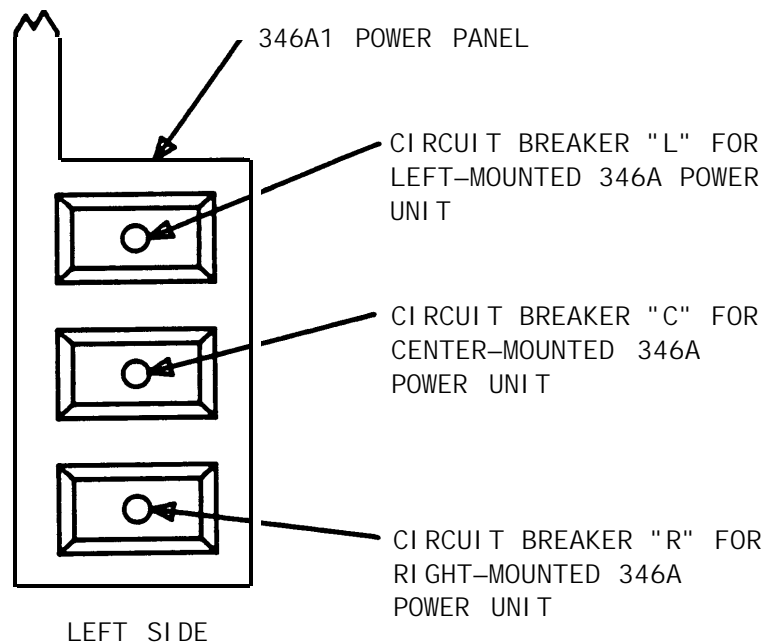 346A1 POWER PANEL
CIRCUIT BREAKER "L" FOR
LEFT–MOUNTED 346A POWER
UNIT
CIRCUIT BREAKER "C" FOR
CENTER–MOUNTED 346A
POWER UNIT
CIRCUIT BREAKER "R" FOR
RIGHT–MOUNTED 346A
POWER UNIT
LEFT SIDE